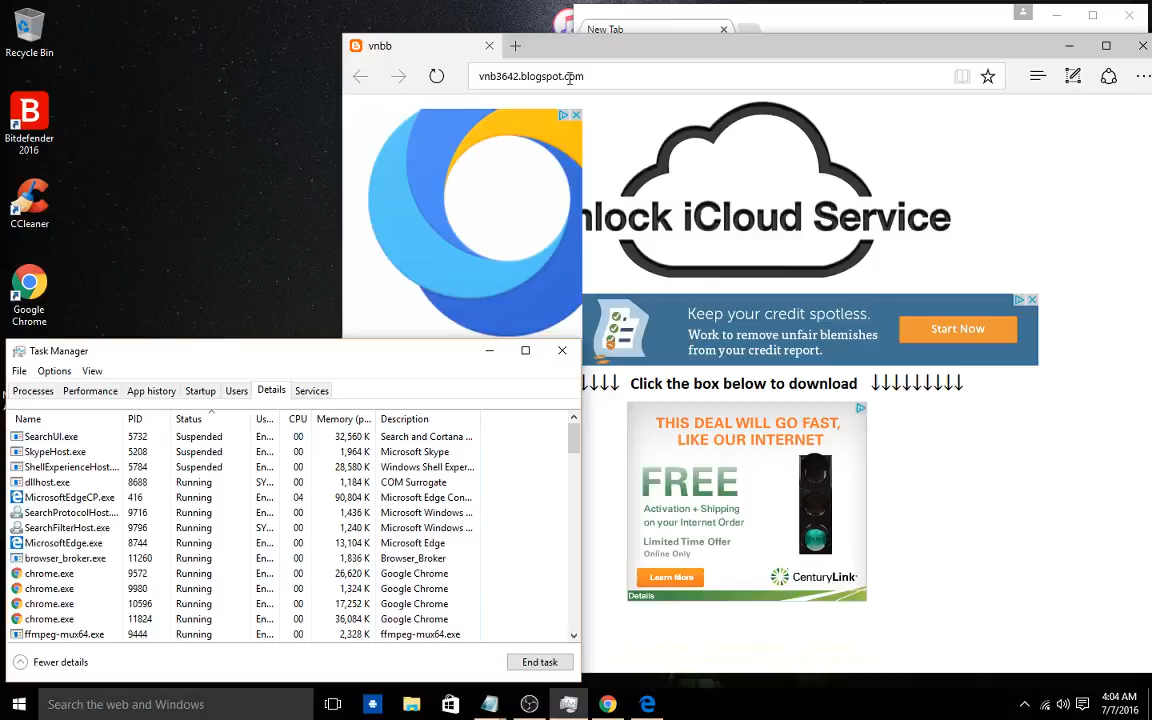 Recycle Bin
Bitdefender
2016
CCleaner
Google
Chrome
New Tab
vnbb
vnb3642.blogspot.com
nlock iCloud Service
Keep your credit spotless.
Work to remove unfair blemishes
from your credit report.
Start Now
↓↓↓↓ Click the box below to download ↓↓↓↓↓↓↓↓↓
THIS DEAL WILL GO FAST,
LIKE OUR INTERNET
FREE
Activation + Shipping
on your Internet Order
Limited Time Offer
Online Only
Learn More
CenturyLink®
Details
Task Manager
File Options View
Processes Performance App history Startup Users Details Services
Name PID Status Us... CPU Memory (p... Description
SearchUI.exe 5732 Suspended En... 00 32,560 K Search and Cortana ...
SkypeHost.exe 5208 Suspended En... 00 1,964 K Microsoft Skype
ShellExperienceHost.... 5784 Suspended En... 00 28,580 K Windows Shell Exper...
dllhost.exe 8688 Running SY... 00 1,184 K COM Surrogate
MicrosoftEdgeCP.exe 416 Running En... 04 90,804 K Microsoft Edge Con...
SearchProtocolHost.... 9716 Running En... 00 1,436 K Microsoft Windows ...
SearchFilterHost.exe 9796 Running SY... 00 1,240 K Microsoft Windows ...
MicrosoftEdge.exe 8744 Running En... 00 13,104 K Microsoft Edge
browser_broker.exe 11260 Running En... 00 1,836 K Browser_Broker
chrome.exe 9572 Running En... 00 26,620 K Google Chrome
chrome.exe 9980 Running En... 00 1,324 K Google Chrome
chrome.exe 10596 Running En... 00 17,252 K Google Chrome
chrome.exe 11824 Running En... 00 36,084 K Google Chrome
ffmpeg-mux64.exe 9444 Running En... 00 2,328 K ffmpeg-mux64.exe
Fewer details
End task
Search the web and Windows
4:04 AM
7/7/2016